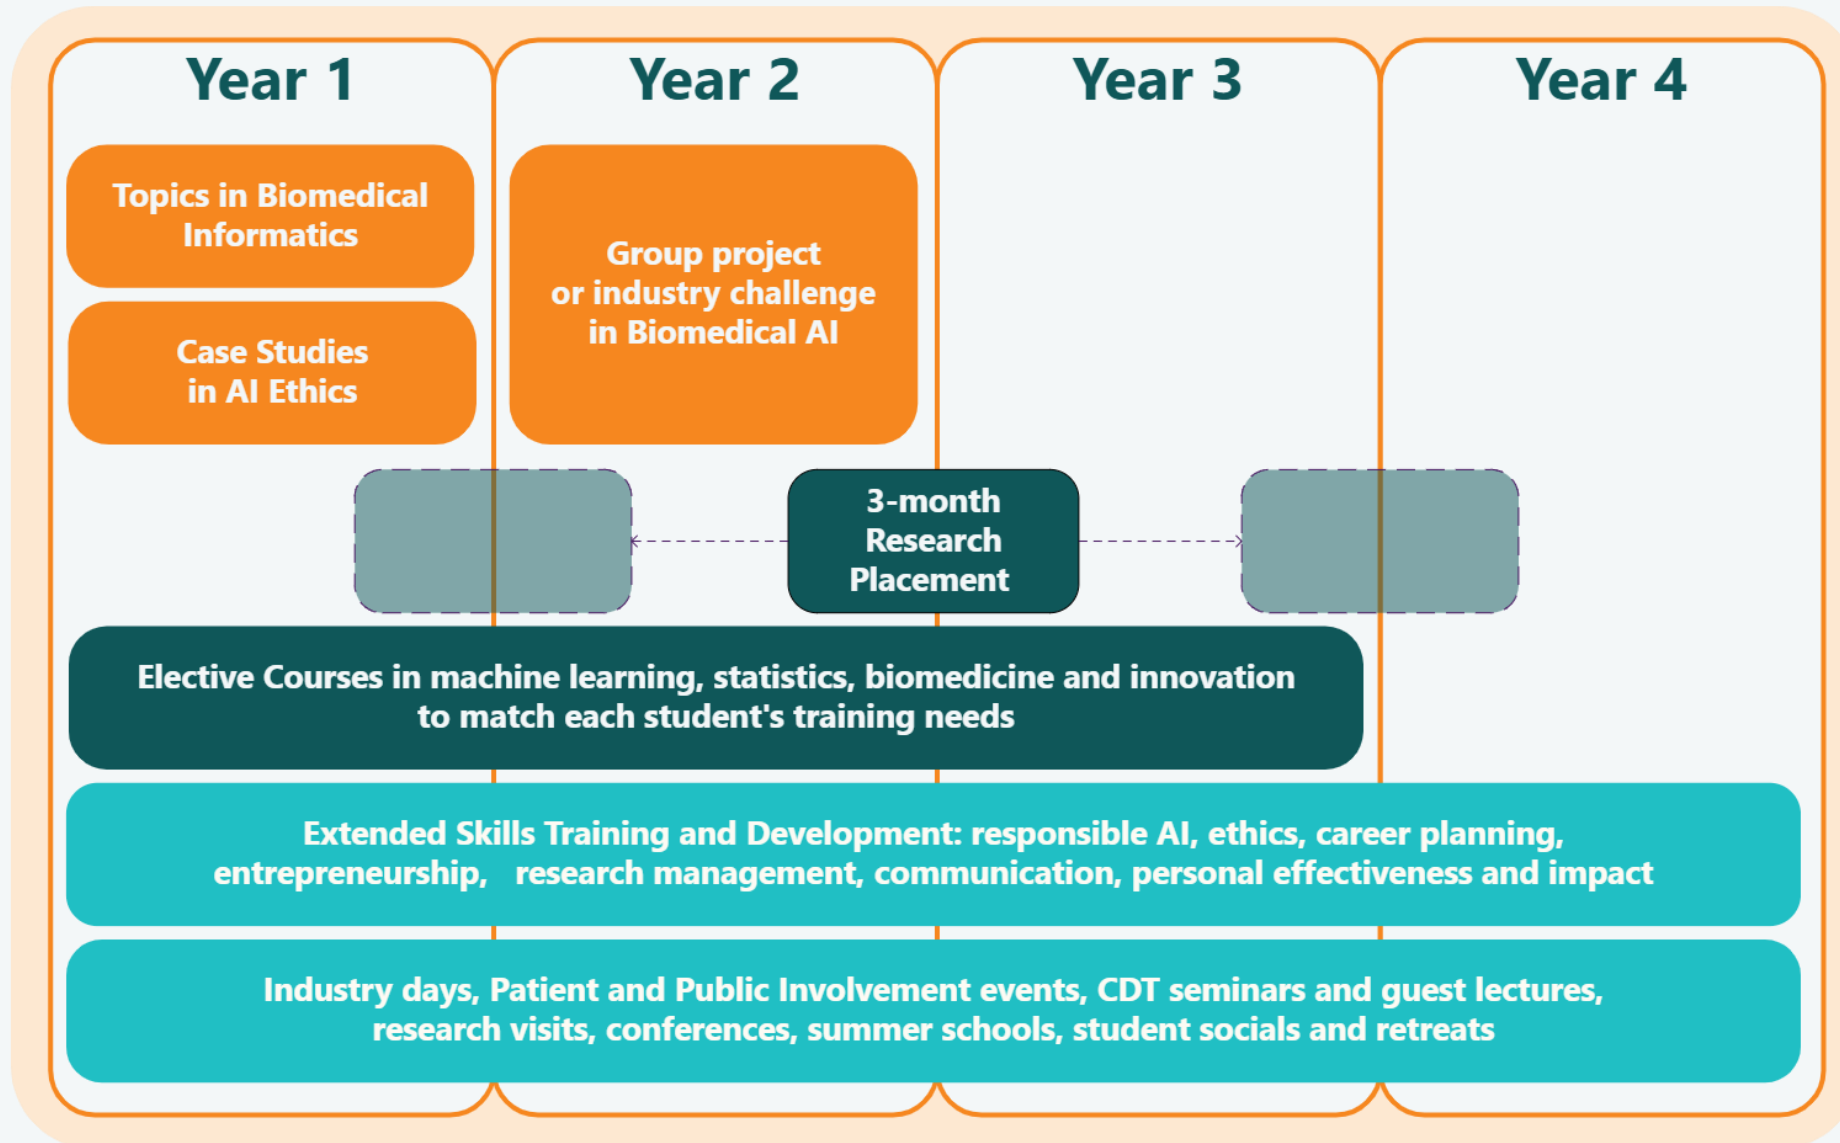 Year 1
Year 2
Year 3
Year 4
Topics in Biomedical
Informatics
Case Studies
in AI Ethics
Group project
or industry challenge
in Biomedical AI
3-month
Research
Placement
Elective Courses in machine learning, statistics, biomedicine and innovation
to match each student's training needs
Extended Skills Training and Development: responsible AI, ethics, career planning,
entrepreneurship,   research management, communication, personal effectiveness and impact
Industry days, Patient and Public Involvement events, CDT seminars and guest lectures,
research visits, conferences, summer schools, student socials and retreats